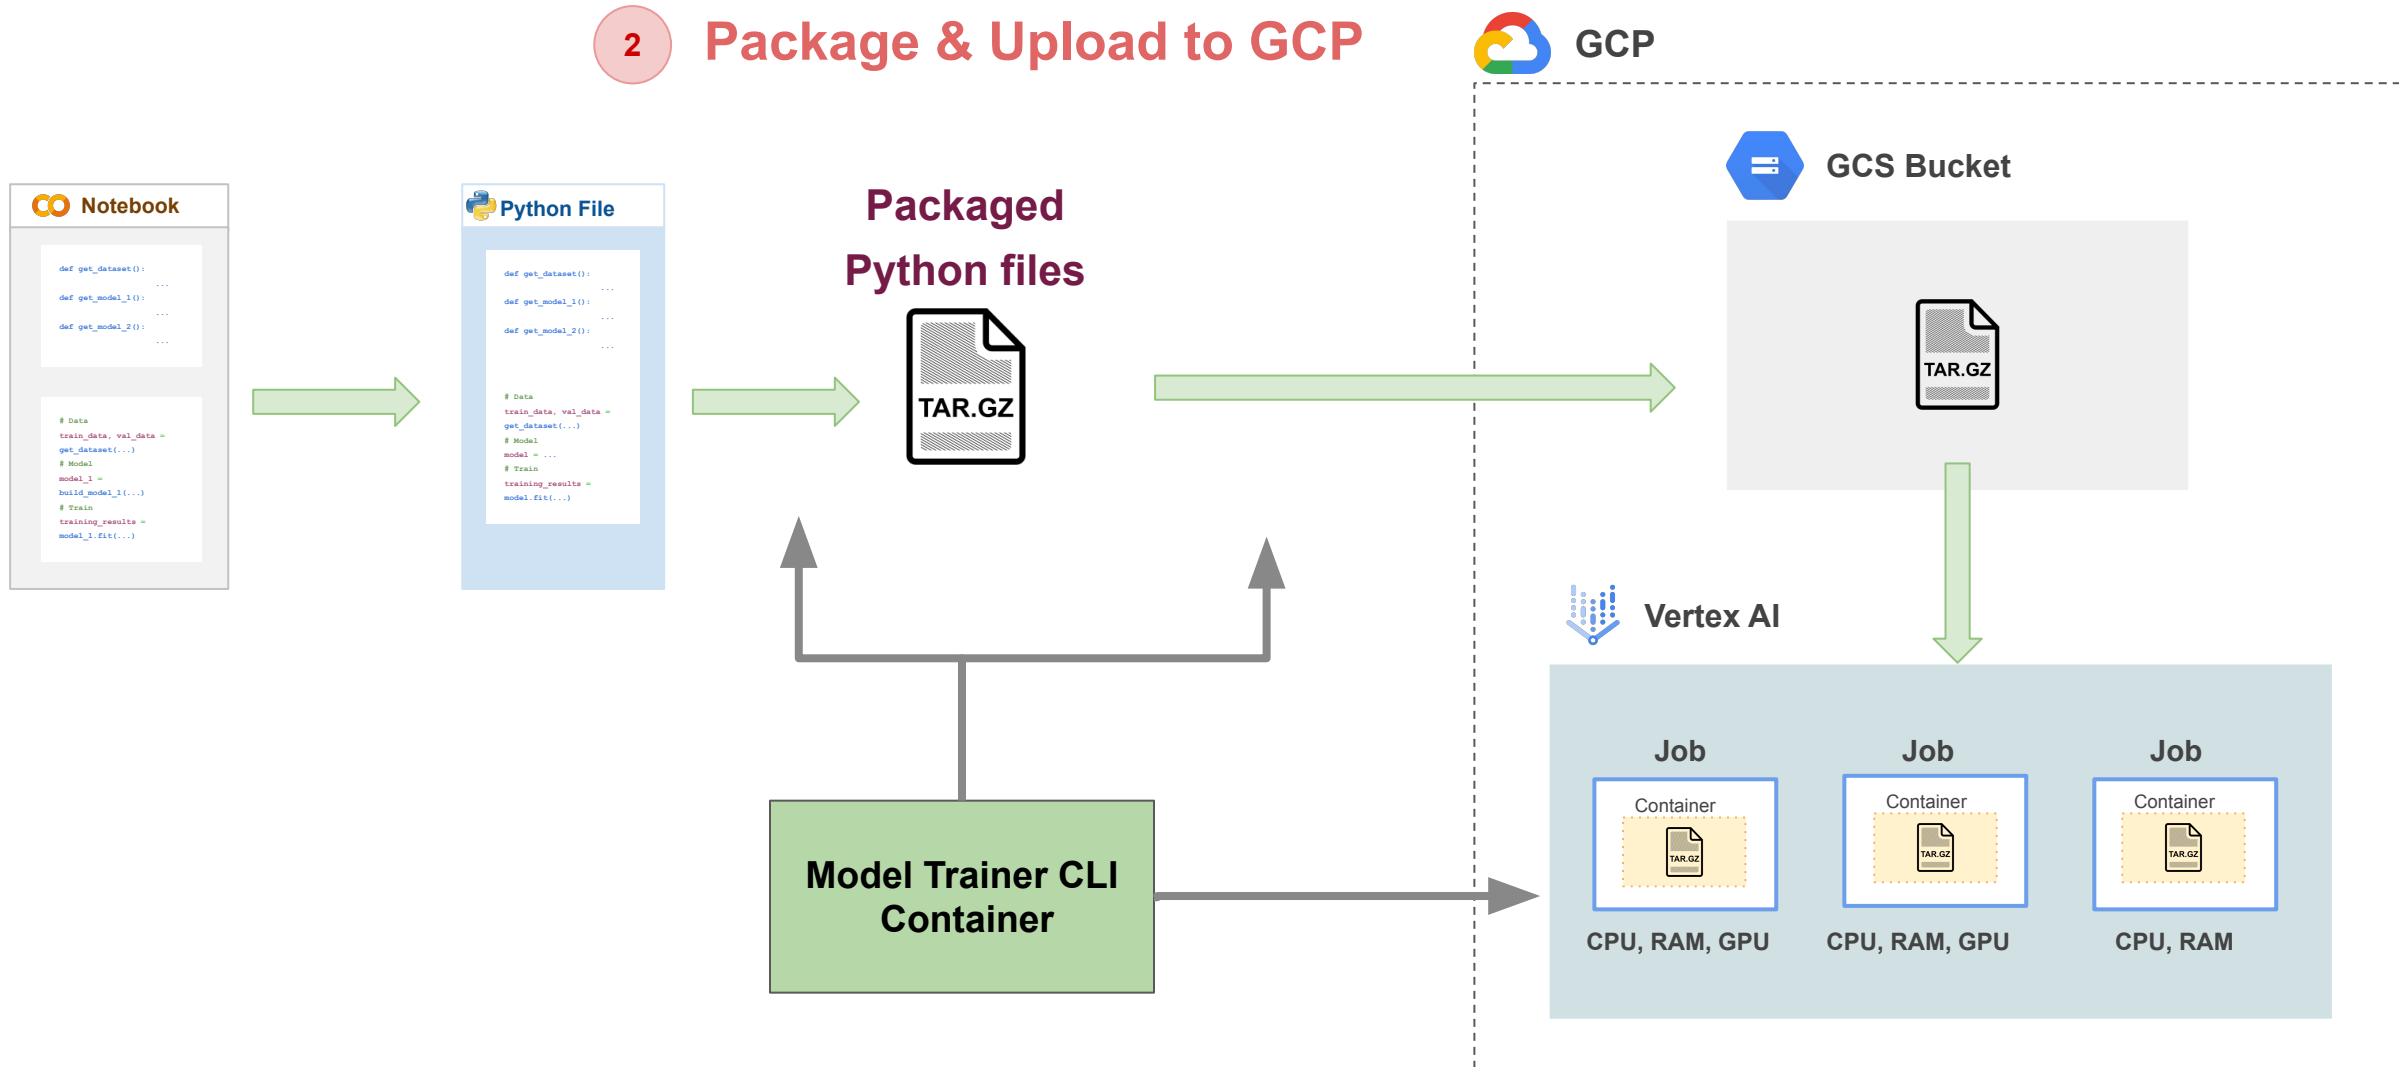 2
Package & Upload to GCP
GCP
GCS Bucket
Notebook
def get_dataset():
...
def get_model_1():
...
def get_model_2():
...
# Data
train_data, val_data =
get_dataset(...)
# Model
model_1 =
build_model_1(...)
# Train
training_results =
model_1.fit(...)
Python File
def get_dataset():
...
def get_model_1():
...
def get_model_2():
...
# Data
train_data, val_data =
get_dataset(...)
# Model
model = ...
# Train
training_results =
model.fit(...)
Packaged
Python files
TAR.GZ
TAR.GZ
Vertex AI
Model Trainer CLI
Container
Job
Container
TAR.GZ
CPU, RAM, GPU
Job
Container
TAR.GZ
CPU, RAM, GPU
Job
Container
TAR.GZ
CPU, RAM